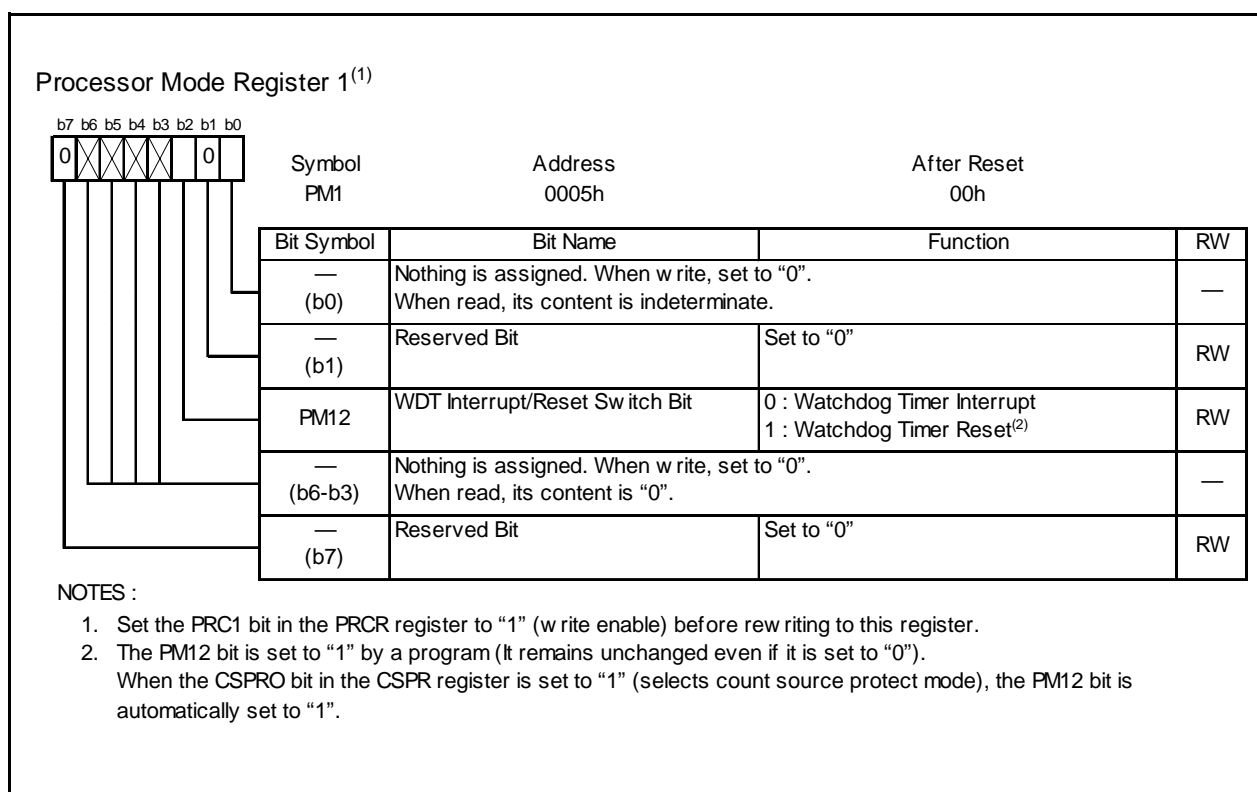 Processor Mode Register 1(1)
b7 b6 b5 b4 b3 b2 b1 b0
0 0
Symbol Address After Reset
PM1 0005h 00h
Bit Symbol Bit Name Function RW
— (b0) Nothing is assigned. When write, set to “0”.
When read, its content is indeterminate. —
— (b1) Reserved Bit Set to “0” RW
PM12 WDT Interrupt/Reset Switch Bit 0 : Watchdog Timer Interrupt
1 : Watchdog Timer Reset(2) RW
— (b6-b3) Nothing is assigned. When write, set to “0”.
When read, its content is “0”. —
— (b7) Reserved Bit Set to “0” RW
NOTES :
1. Set the PRC1 bit in the PRCR register to “1” (write enable) before rewriting to this register.
2. The PM12 bit is set to “1” by a program (It remains unchanged even if it is set to “0”).
When the CSPRO bit in the CSPR register is set to “1” (selects count source protect mode), the PM12 bit is
automatically set to “1”.